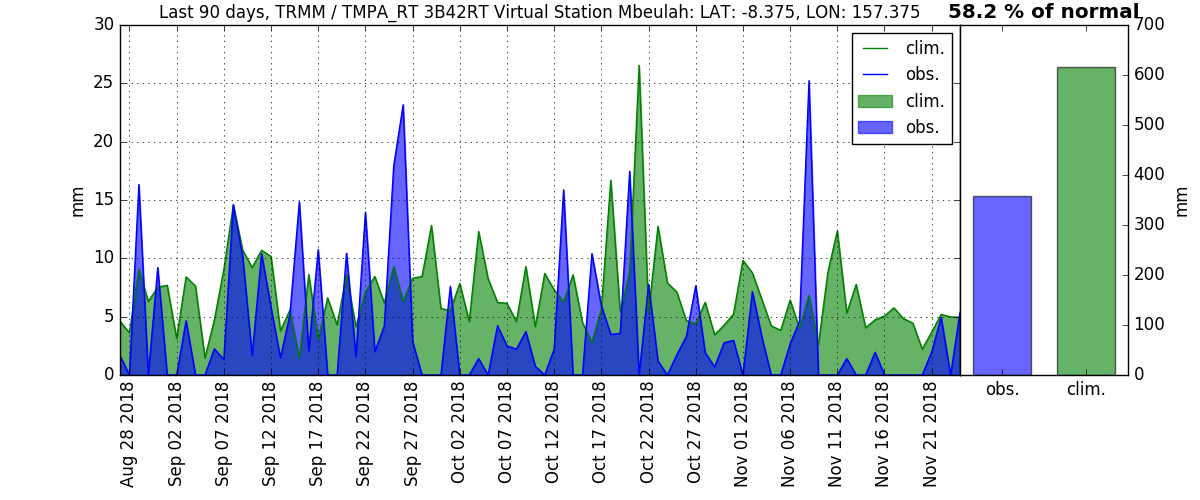 Last 90 days, TRMM / TMPA_RT 3B42RT Virtual Station Mbeulah: LAT: -8.375, LON: 157.375
58.2 % of normal
30
25
20
15
10
5
0
mm
clim.
obs.
clim.
obs.
Aug 28 2018
Sep 02 2018
Sep 07 2018
Sep 12 2018
Sep 17 2018
Sep 22 2018
Sep 27 2018
Oct 02 2018
Oct 07 2018
Oct 12 2018
Oct 17 2018
Oct 22 2018
Oct 27 2018
Nov 01 2018
Nov 06 2018
Nov 11 2018
Nov 16 2018
Nov 21 2018
700
600
500
400
300
200
100
0
mm
obs.
clim.